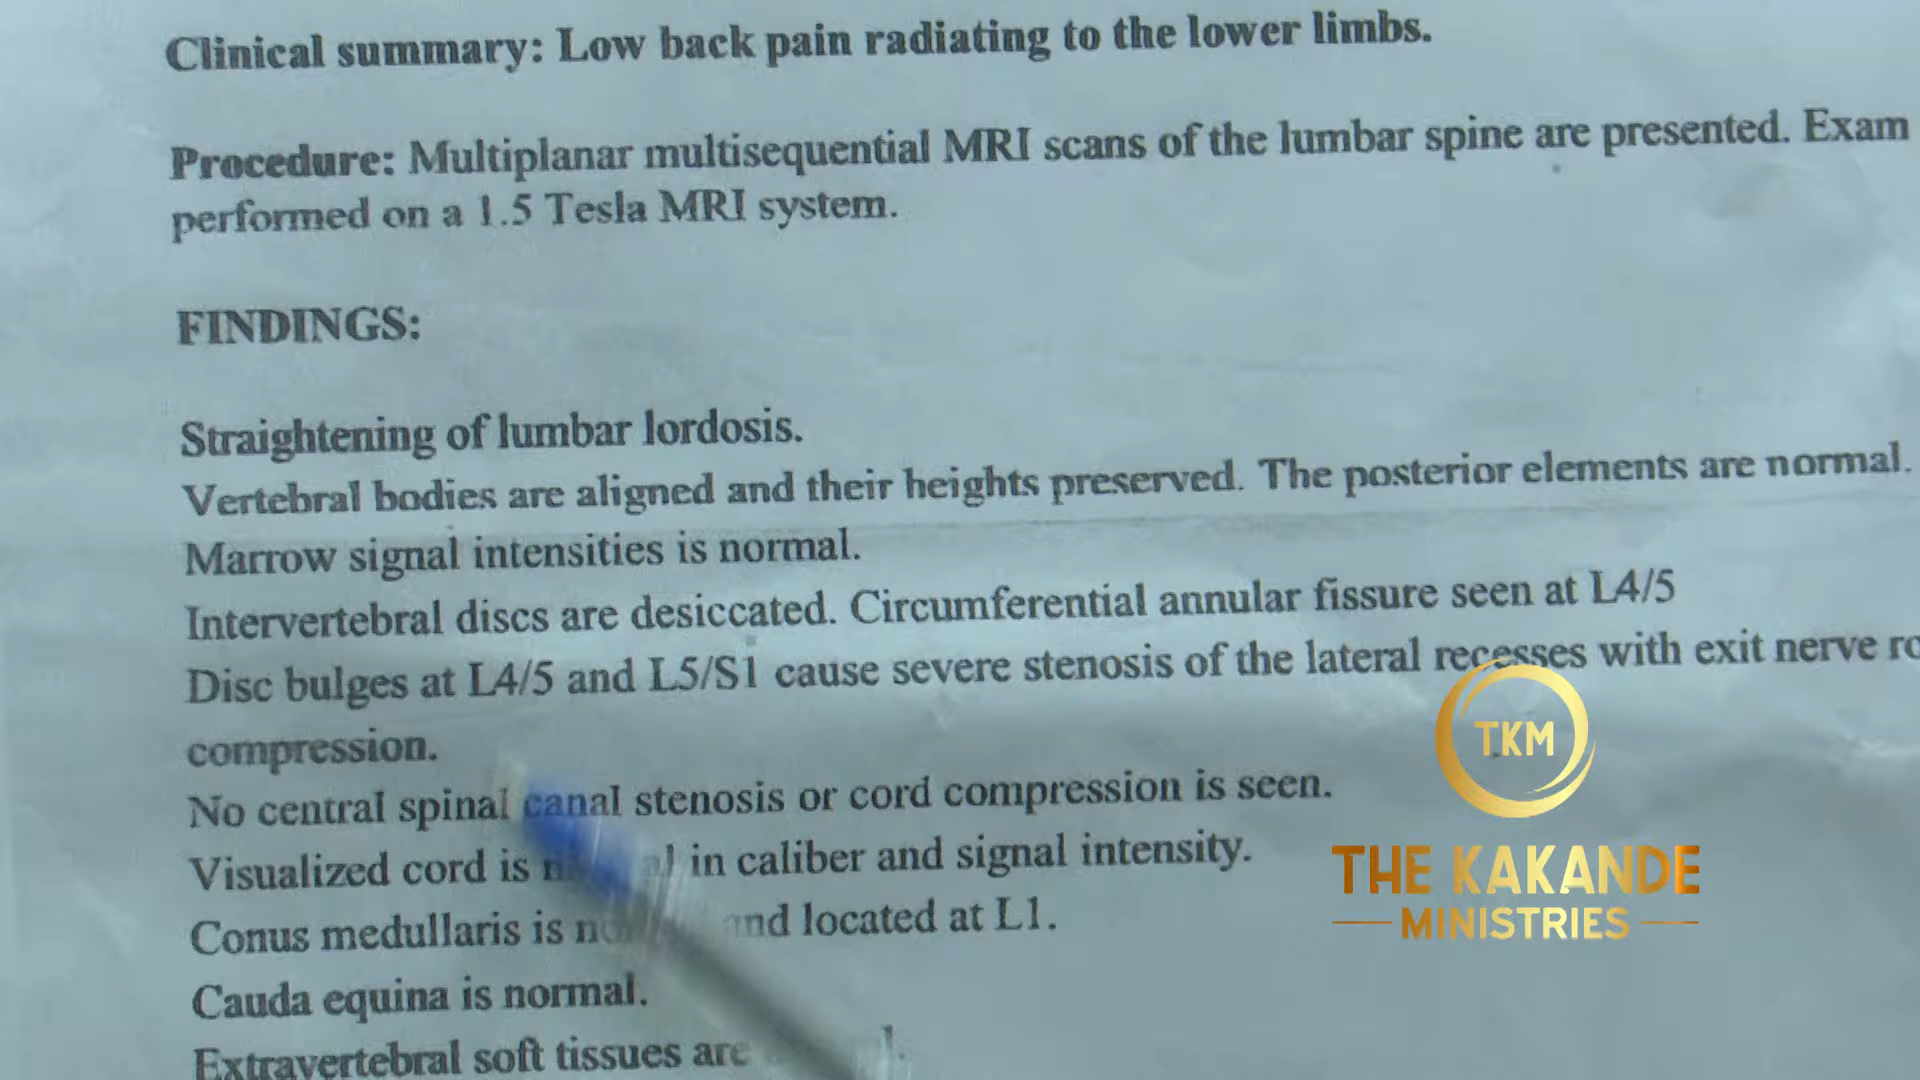 Clinical summary: Low back pain radiating to the lower limbs.
Procedure: Multiplanar multisequential MRI scans of the lumbar spine are presented. Exam
performed on a 1.5 Tesla MRI system.
FINDINGS:
Straightening of lumbar lordosis.
Vertebral bodies are aligned and their heights preserved. The posterior elements are normal.
Marrow signal intensities is normal.
Intervertebral discs are desiccated. Circumferential annular fissure seen at L4/5
Disc bulges at L4/5 and L5/S1 cause severe stenosis of the lateral recesses with exit nerve
compression.
No central spinal canal stenosis or cord compression is seen.
Visualized cord is in caliber and signal intensity.
Conus medullaris is and located at L1.
Cauda equina is normal.
Extravertebral soft tissues are
TKM
THE KAKANDE
MINISTRIES